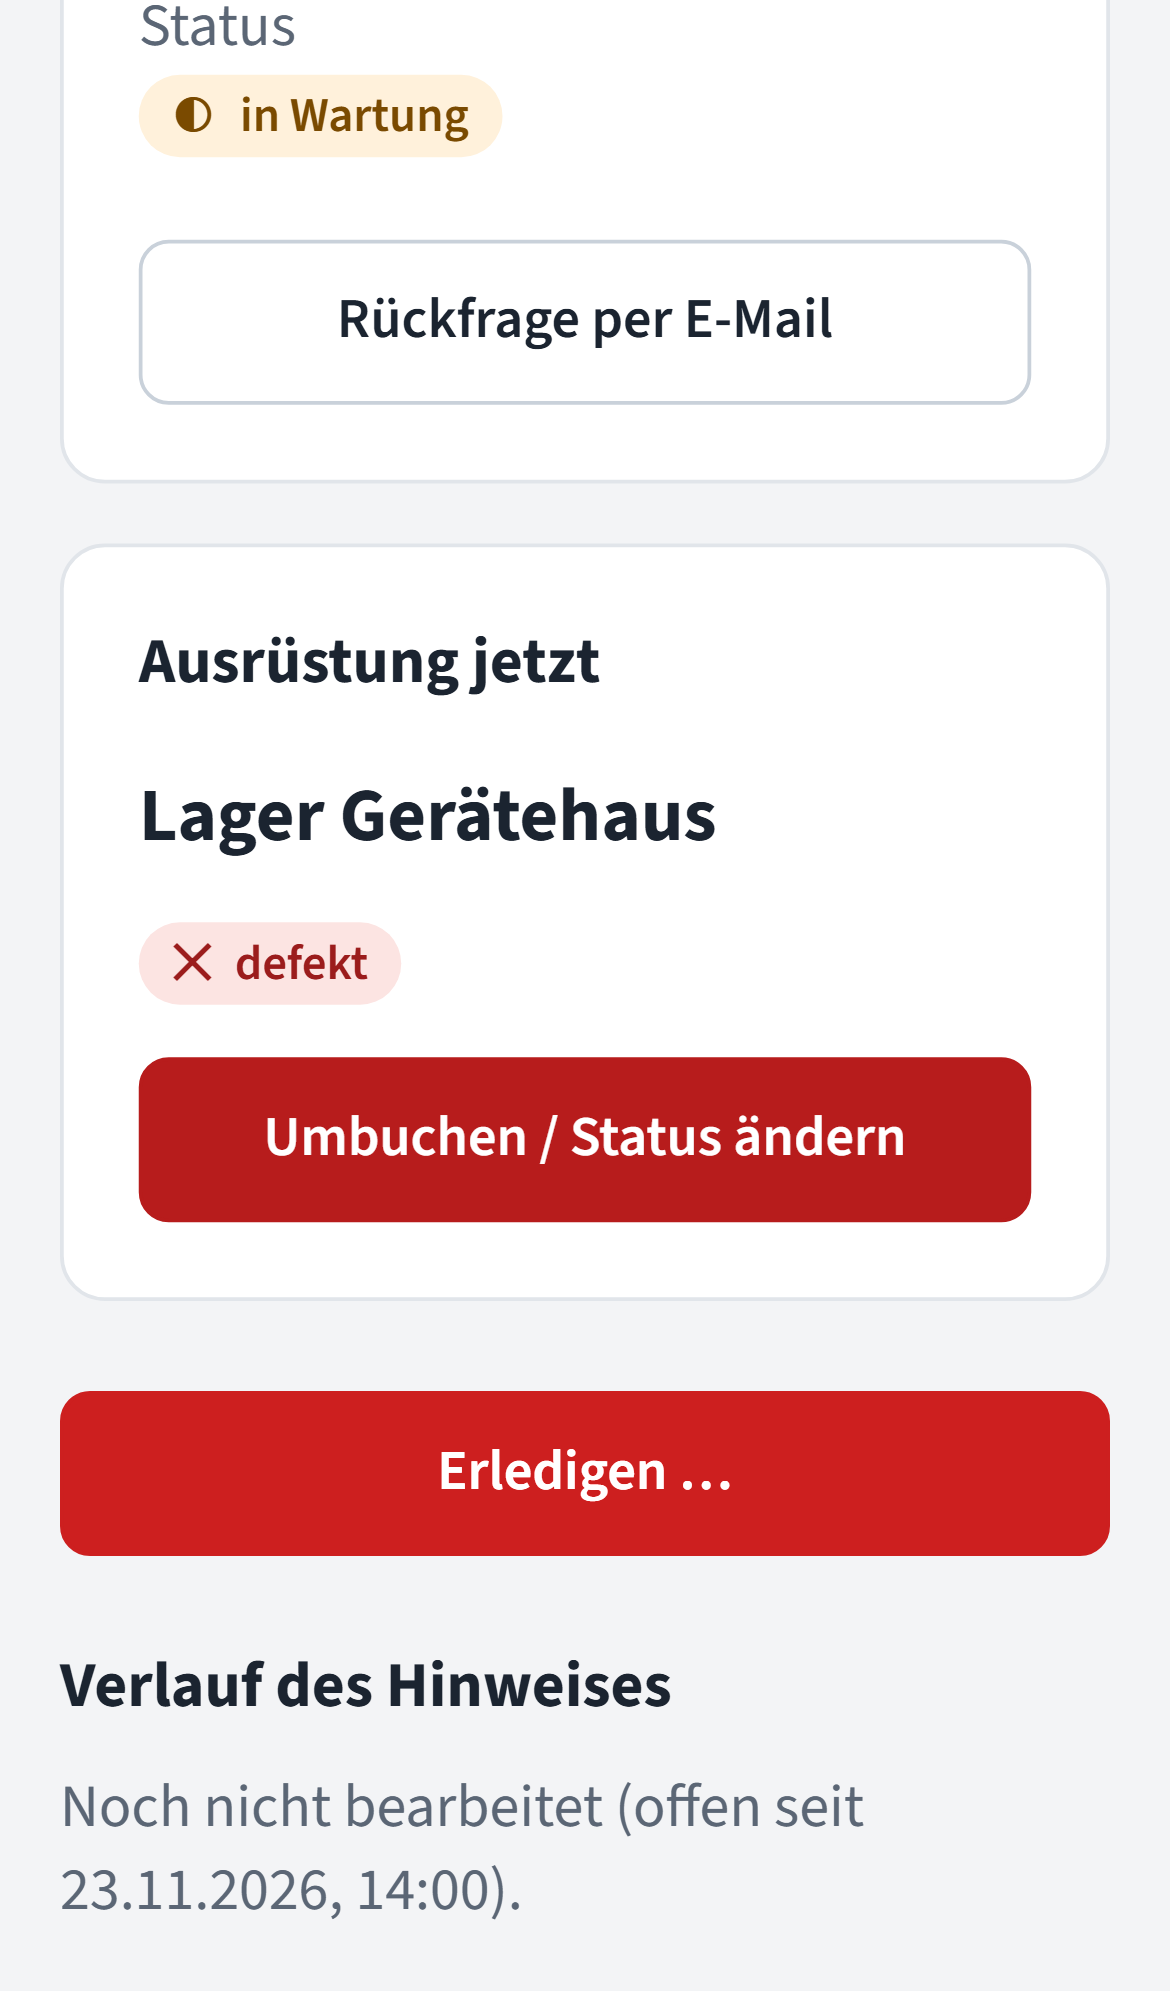 Status
in Wartung
Rückfrage per E-Mail
Ausrüstung jetzt
Lager Gerätehaus
defekt
Umbuchen / Status ändern
Erledigen …
Verlauf des Hinweises
Noch nicht bearbeitet (offen seit
23.11.2026, 14:00).